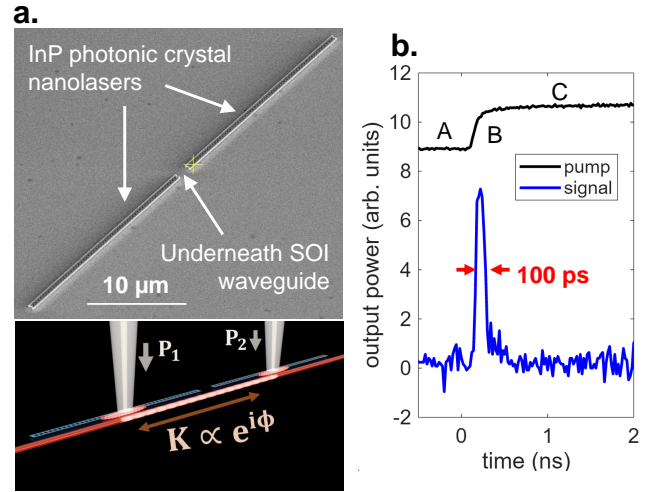 a.
InP photonic crystal
nanolasers
Underneath SOI
waveguide
10 µm
P₁
P₂
K ∝ e^{iϕ}
b.
output power (arb. units)
12
10
8
6
4
2
0
-2
A
B
C
pump
signal
100 ps
0
1
2
time (ns)